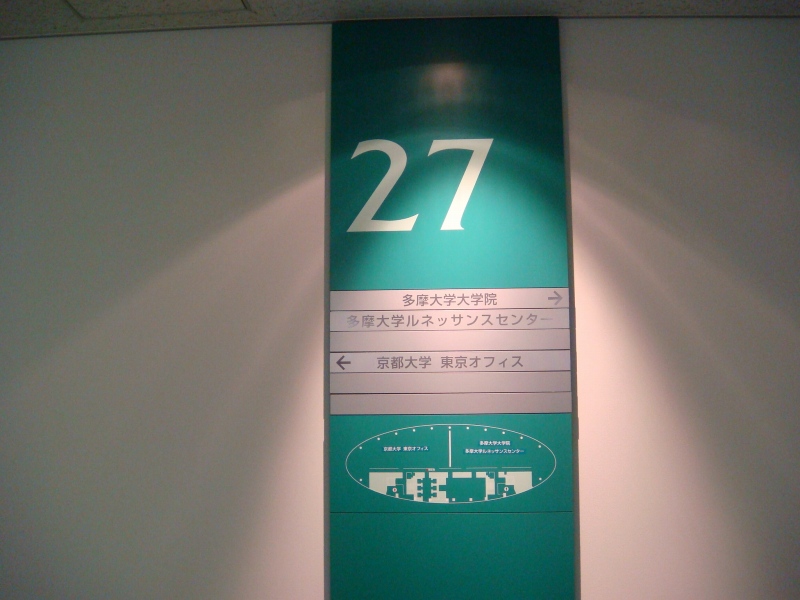 27
多摩大学大学院 →
多摩大学ルネッサンスセンター
← 京都大学 東京オフィス
京都大学 東京オフィス
多摩大学大学院
多摩大学ルネッサンスセンター